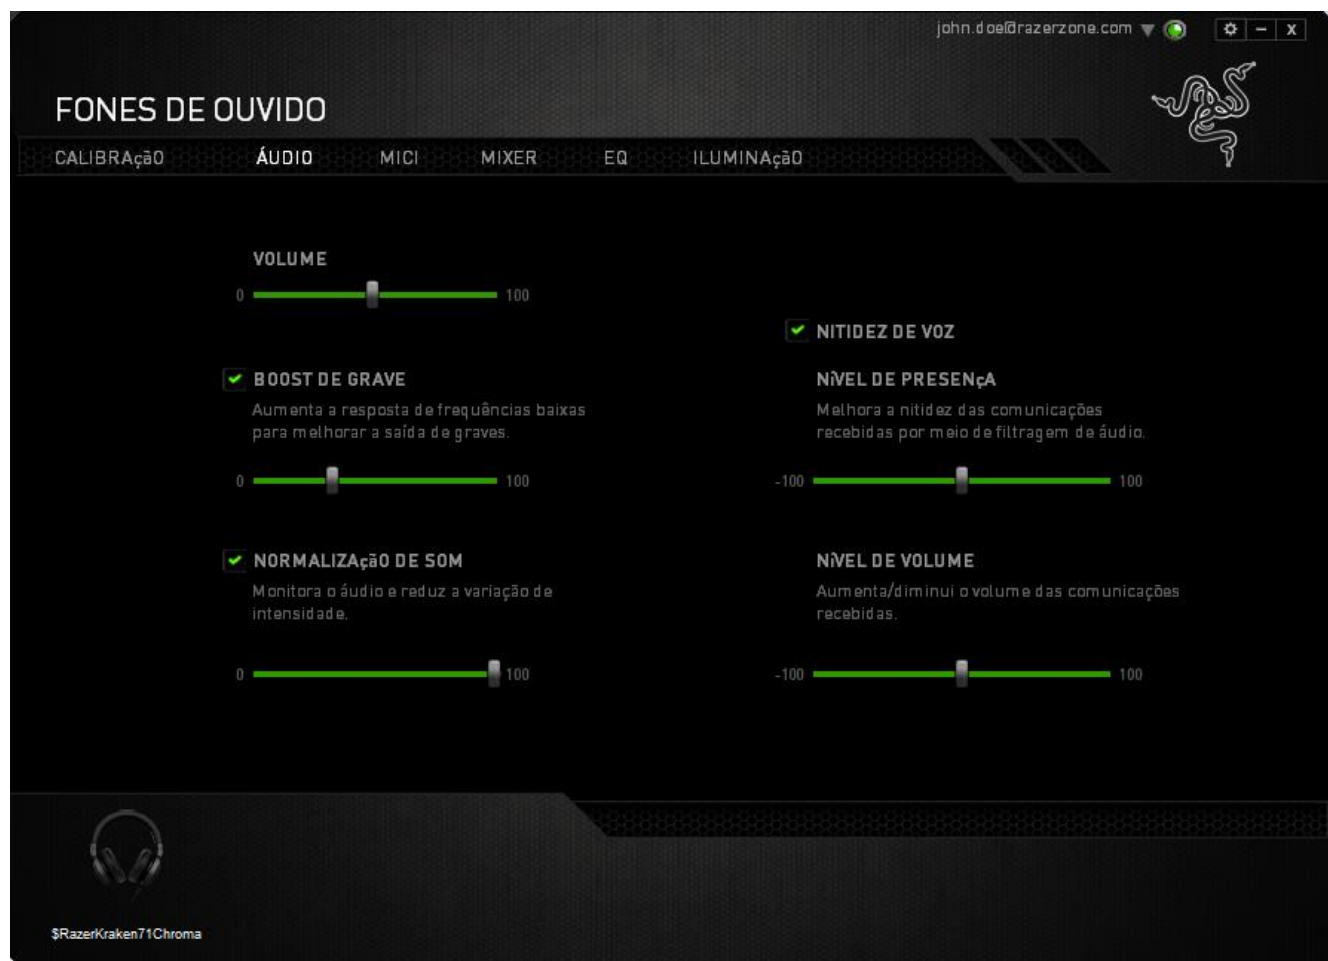 john.doe@razerzone.com
FONES DE OUVIDO
CALIBRAçãO ÁUDIO MICI MIXER EQ ILUMINAçãO
VOLUME
0 100
BOOST DE GRAVE
Aumenta a resposta de frequências baixas
para melhorar a saída de graves.
0 100
NORMALIZAçãO DE SOM
Monitora o áudio e reduz a variação de
intensidade.
0 100
NITIDEZ DE VOZ
NíVEL DE PRESENçA
Melhora a nitidez das comunicações
recebidas por meio de filtragem de áudio.
-100 100
NíVEL DE VOLUME
Aumenta/diminui o volume das comunicações
recebidas.
-100 100
$RazerKraken71Chroma